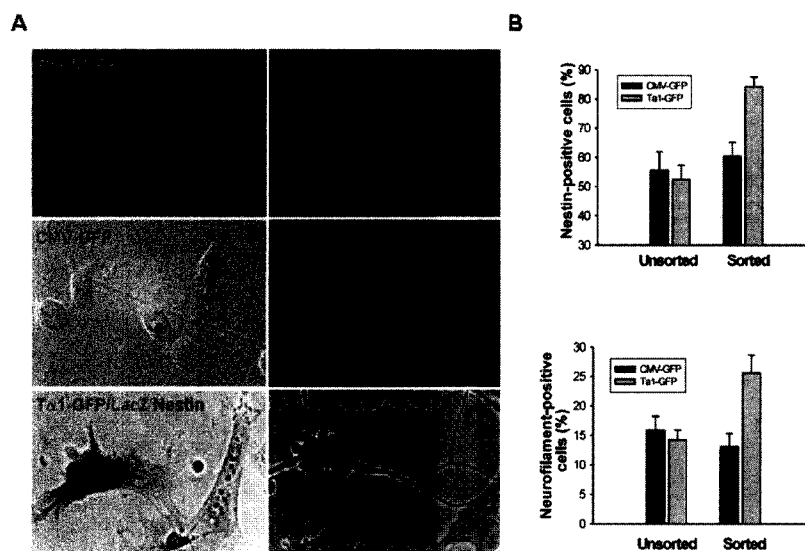 A
B
CMV-GFP
Tα1-GFP/LacZ Nestin
Nestin-positive cells (%)
90
80
70
60
50
40
30
CMV-GFP
Tα1-GFP
Unsorted
Sorted
Neurofilament-positive
cells (%)
30
25
20
15
10
5
0
CMV-GFP
Tα1-GFP
Unsorted
Sorted